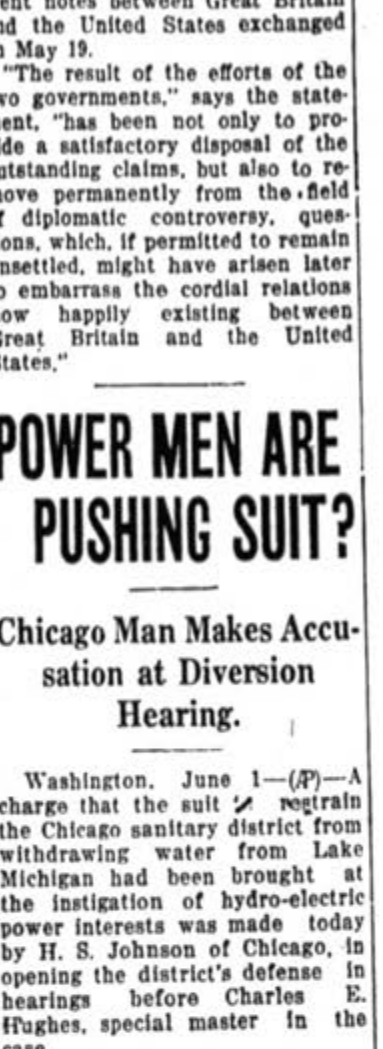 ent notes between Great Britain
nd the United States exchanged
n May 19.
"The result of the efforts of the
wo governments," says the state-
ent, "has been not only to pro-
ide a satisfactory disposal of the
utstanding claims, but also to re-
ove permanently from the field
f diplomatic controversy, ques-
ions, which, if permitted to remain
nsettled, might have arisen later
o embarrass the cordial relations
ow happily existing between
Great Britain and the United
States."
POWER MEN ARE
PUSHING SUIT?
Chicago Man Makes Accu-
sation at Diversion
Hearing.
Washington, June 1—(AP)—A
charge that the suit restrain
the Chicago sanitary district from
withdrawing water from Lake
Michigan had been brought at
the instigation of hydro-electric
power interests was made today
by H. S. Johnson of Chicago, in
opening the district's defense in
hearings before Charles E.
Hughes, special master in the